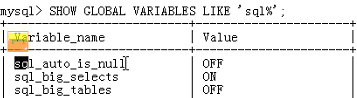 mysql> SHOW GLOBAL VARIABLES LIKE 'sql%';
Variable_name | Value
sql_auto_is_null | OFF
sql_big_selects | ON
sql_big_tables | OFF